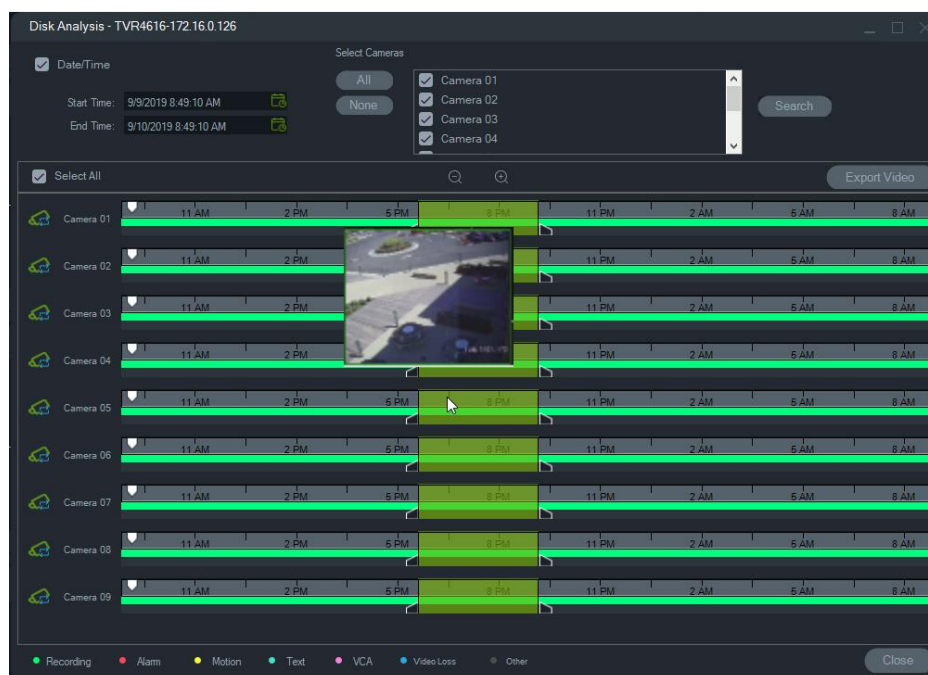 Disk Analysis - TVR4616-172.16.0.126
Date/Time
Start Time: 9/9/2019 8:49:10 AM
End Time: 9/10/2019 8:49:10 AM
Select Cameras
All
None
Camera 01
Camera 02
Camera 03
Camera 04
Search
Select All
Export Video
Camera 01 11 AM 2 PM 5 PM 8 PM 11 PM 2 AM 5 AM 8 AM
Camera 02 11 AM 2 PM 11 PM 2 AM 5 AM 8 AM
Camera 03 11 AM 2 PM 11 PM 2 AM 5 AM 8 AM
Camera 04 11 AM 2 PM 11 PM 2 AM 5 AM 8 AM
Camera 05 11 AM 2 PM 5 PM 8 PM 11 PM 2 AM 5 AM 8 AM
Camera 06 11 AM 2 PM 5 PM 8 PM 11 PM 2 AM 5 AM 8 AM
Camera 07 11 AM 2 PM 5 PM 8 PM 11 PM 2 AM 5 AM 8 AM
Camera 08 11 AM 2 PM 5 PM 8 PM 11 PM 2 AM 5 AM 8 AM
Camera 09 11 AM 2 PM 5 PM 8 PM 11 PM 2 AM 5 AM 8 AM
Recording Alarm Motion Text VCA Video Loss Other
Close